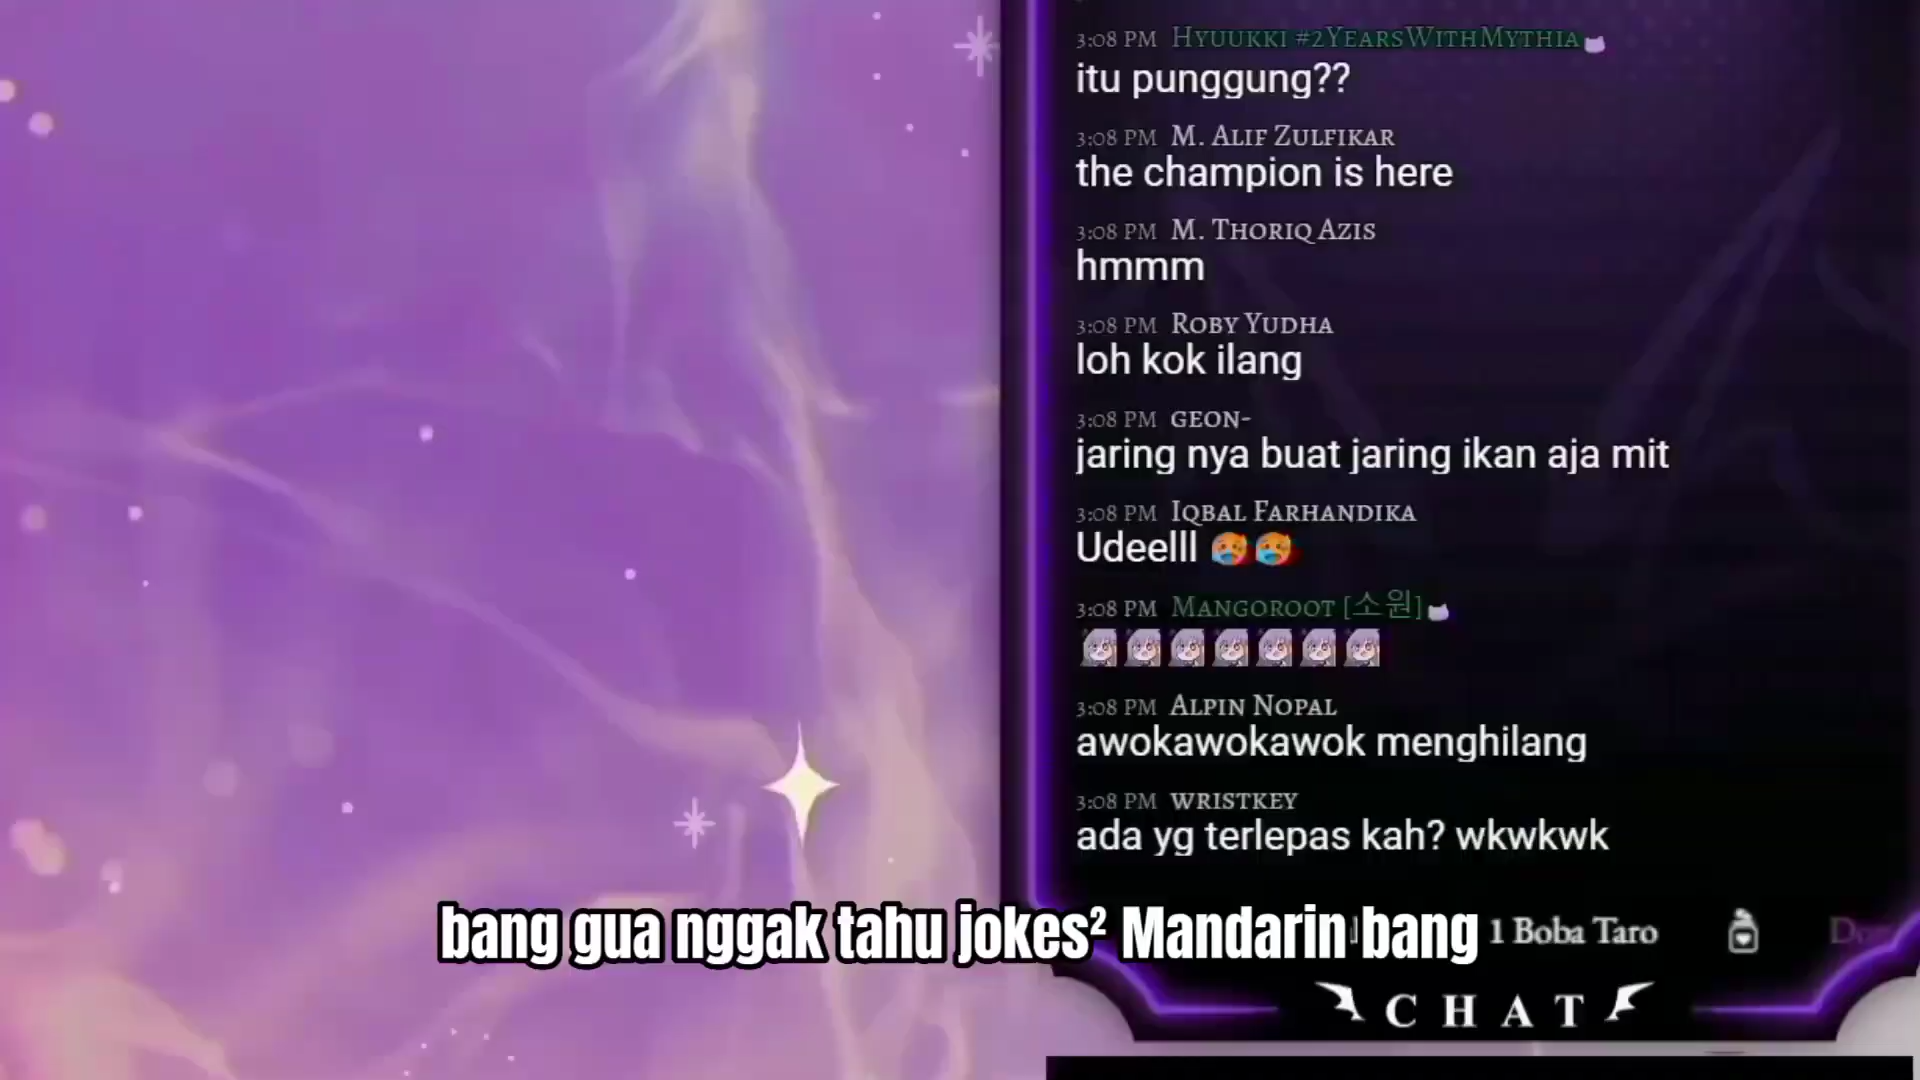 3:08 PM Hyuukki #2YearsWithMythia
itu punggung??
3:08 PM M. Alif Zulfikar
the champion is here
3:08 PM M. Thoriq Azis
hmmm
3:08 PM Roby Yudha
loh kok ilang
3:08 PM GEON-
jaring nya buat jaring ikan aja mit
3:08 PM Iqbal Farhandika
Udeelll 🥵🥵
3:08 PM Mangoroot [소원]
3:08 PM Alpin Nopal
awokawokawok menghilang
3:08 PM WRISTKEY
ada yg terlepas kah? wkwkwk
bang gua nggak tahu jokes² Mandarin bang
1 Boba Taro
CHAT